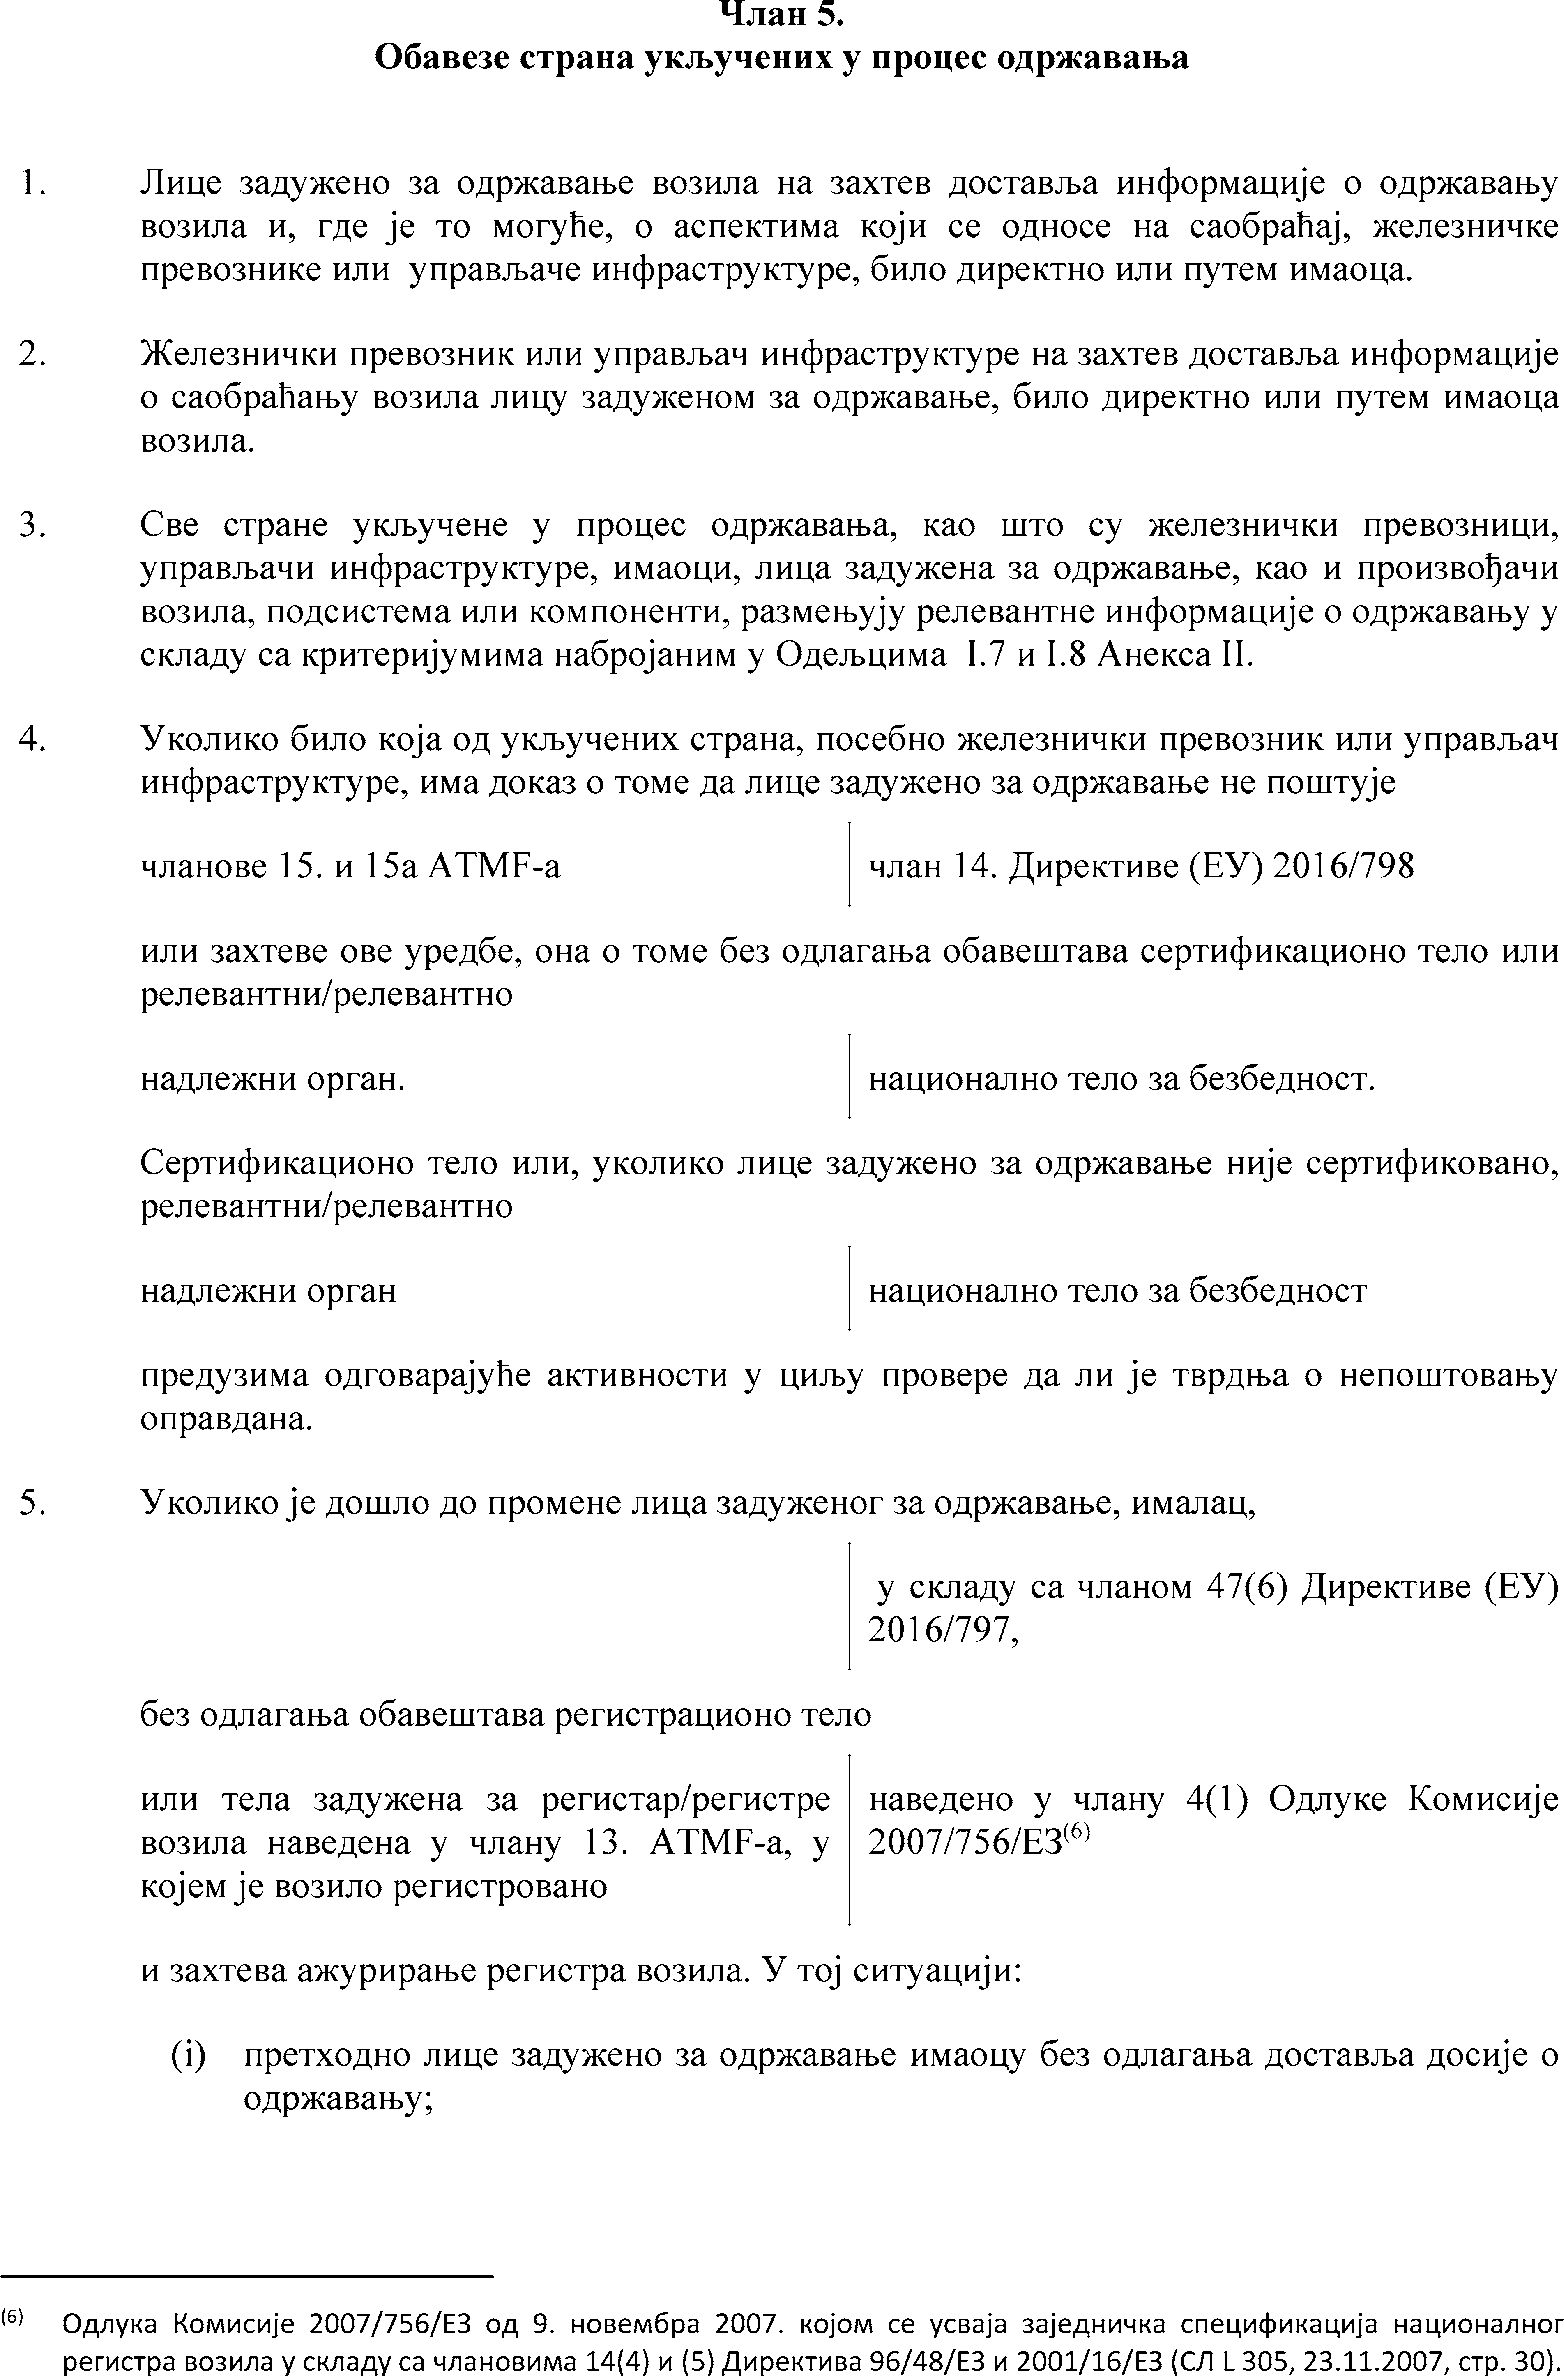 Члан 5.
Обавезе страна укључених у процес одржавања
1. Лице задужено за одржавање возила на захтев доставља информације о одржавању
возила и, где је то могуће, о аспектима који се односе на саобраћај, железничке
превознике или управљаче инфраструктуре, било директно или путем имаоца.
2. Железнички превозник или управљач инфраструктуре на захтев доставља информације
о саобраћању возила лицу задуженом за одржавање, било директно или путем имаоца
возила.
3. Све стране укључене у процес одржавања, као што су железнички превозници,
управљачи инфраструктуре, имаоци, лица задужена за одржавање, као и произвођачи
возила, подсистема или компоненти, размењују релевантне информације о одржавању у
складу са критеријумима набројаним у Одељцима I.7 и I.8 Анекса II.
4. Уколико било која од укључених страна, посебно железнички превозник или управљач
инфраструктуре, има доказ о томе да лице задужено за одржавање не поштује
чланове 15. и 15а ATMF-а
члан 14. Директиве (ЕУ) 2016/798
или захтеве ове уредбе, она о томе без одлагања обавештава сертификационо тело или
релевантни/релевантно
надлежни орган.
национално тело за безбедност.
Сертификационо тело или, уколико лице задужено за одржавање није сертификовано,
релевантни/релевантно
надлежни орган
национално тело за безбедност
предузима одговарајуће активности у циљу провере да ли је тврдња о непоштовању
оправдана.
5. Уколико је дошло до промене лица задуженог за одржавање, ималац,
у складу са чланом 47(6) Директиве (ЕУ)
2016/797,
без одлагања обавештава регистрационо тело
или тела задужена за регистар/регистре
возила наведена у члану 13. ATMF-а, у
којем је возило регистровано
наведено у члану 4(1) Одлуке Комисије
2007/756/ЕЗ(6)
и захтева ажурирање регистра возила. У тој ситуацији:
(i) претходно лице задужено за одржавање имаоцу без одлагања доставља досије о
одржавању;
(6) Одлука Комисије 2007/756/ЕЗ од 9. новембра 2007. којом се усваја заједничка спецификација националног
регистра возила у складу са члановима 14(4) и (5) Директива 96/48/ЕЗ и 2001/16/ЕЗ (СЛ L 305, 23.11.2007, стр. 30).